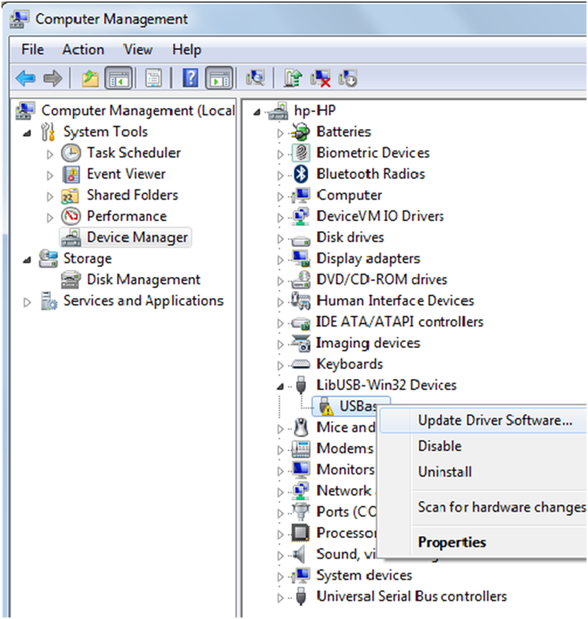 Computer Management
File Action View Help
Computer Management (Local
System Tools
Task Scheduler
Event Viewer
Shared Folders
Performance
Device Manager
Storage
Disk Management
Services and Applications
hp-HP
Batteries
Biometric Devices
Bluetooth Radios
Computer
DeviceVM IO Drivers
Disk drives
Display adapters
DVD/CD-ROM drives
Human Interface Devices
IDE ATA/ATAPI controllers
Imaging devices
Keyboards
LibUSB-Win32 Devices
USBas
Mice and
Modems
Monitors
Network
Ports (CO
Processo
Sound, vi
System devices
Universal Serial Bus controllers
Update Driver Software...
Disable
Uninstall
Scan for hardware changes
Properties